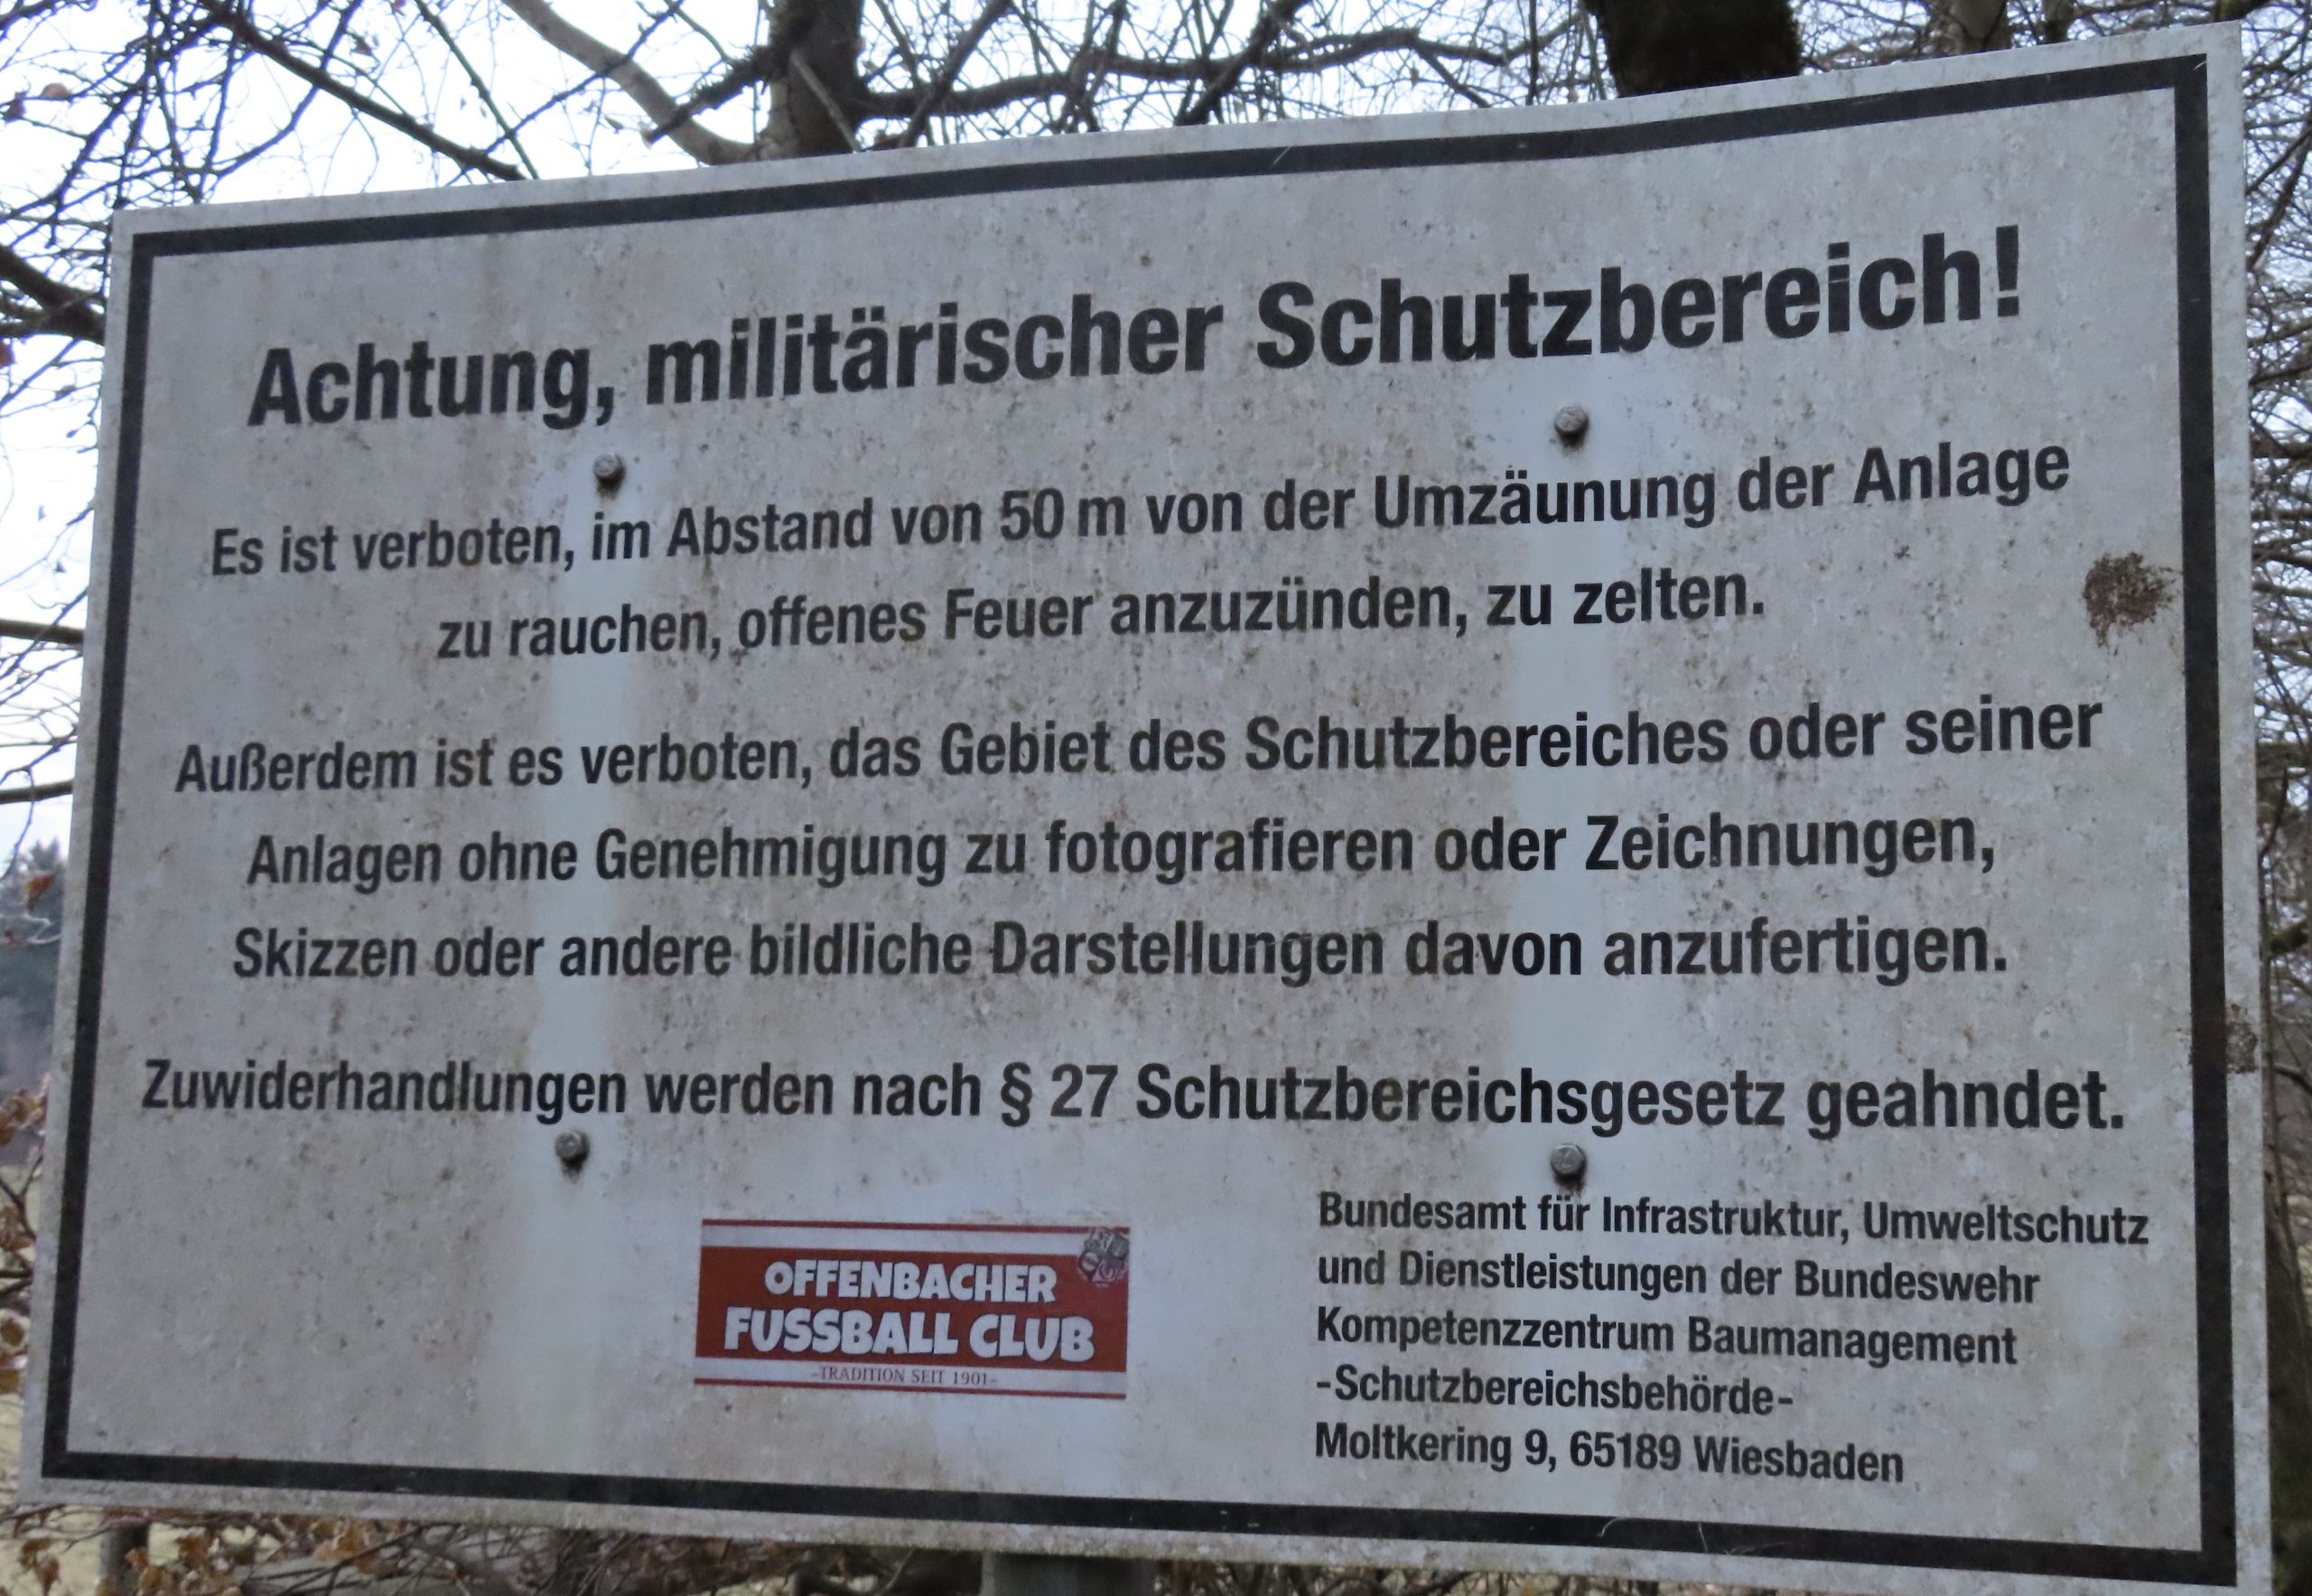 Achtung, militärischer Schutzbereich!
Es ist verboten, im Abstand von 50 m von der Umzäunung der Anlage
zu rauchen, offenes Feuer anzuzünden, zu zelten.
Außerdem ist es verboten, das Gebiet des Schutzbereiches oder seiner
Anlagen ohne Genehmigung zu fotografieren oder Zeichnungen,
Skizzen oder andere bildliche Darstellungen davon anzufertigen.
Zuwiderhandlungen werden nach § 27 Schutzbereichsgesetz geahndet.
OFFENBACHER
FUSSBALL CLUB
-TRADITION SEIT 1901-
Bundesamt für Infrastruktur, Umweltschutz
und Dienstleistungen der Bundeswehr
Kompetenzzentrum Baumanagement
-Schutzbereichsbehörde-
Moltkering 9, 65189 Wiesbaden